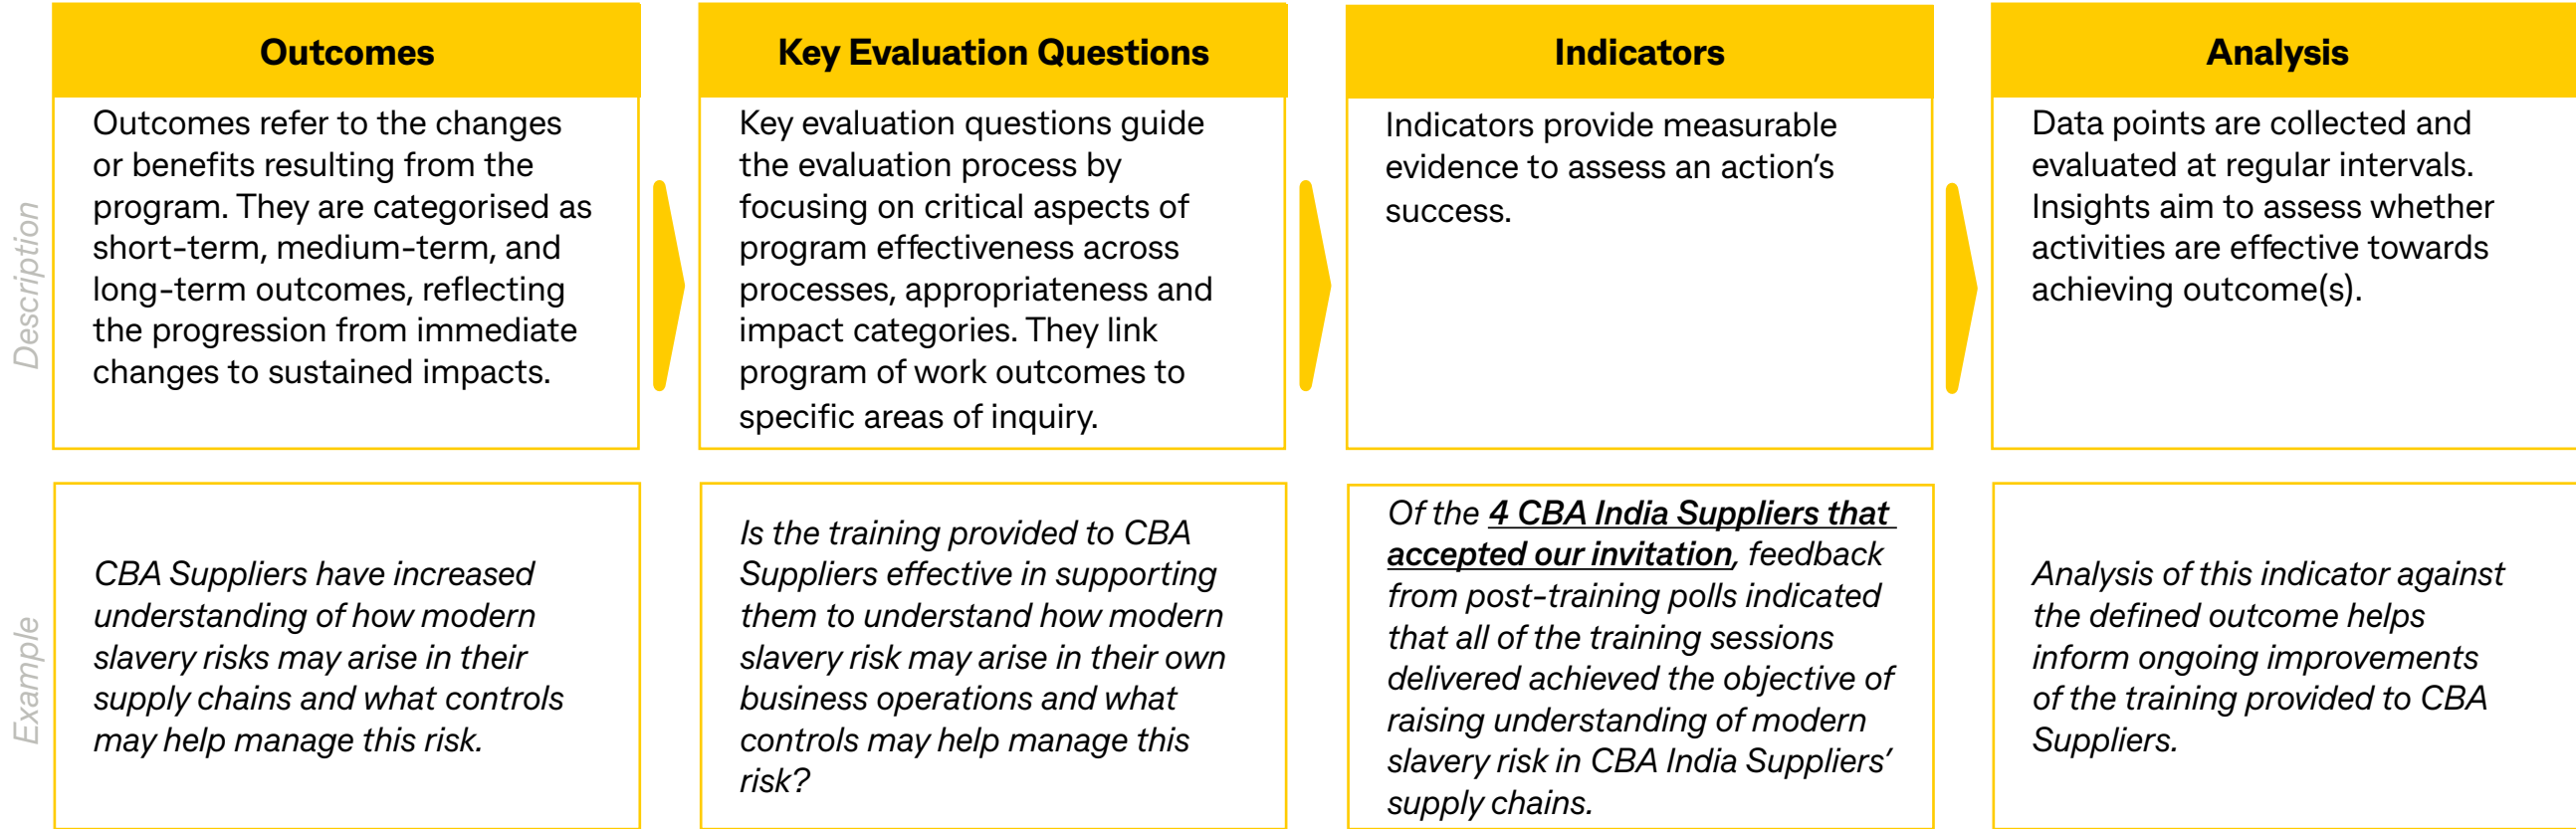 Outcomes
Key Evaluation Questions
Indicators
Analysis
Description
Outcomes refer to the changes
or benefits resulting from the
program. They are categorised as
short-term, medium-term, and
long-term outcomes, reflecting
the progression from immediate
changes to sustained impacts.
Key evaluation questions guide
the evaluation process by
focusing on critical aspects of
program effectiveness across
processes, appropriateness and
impact categories. They link
program of work outcomes to
specific areas of inquiry.
Indicators provide measurable
evidence to assess an action's
success.
Data points are collected and
evaluated at regular intervals.
Insights aim to assess whether
activities are effective towards
achieving outcome(s).
Example
CBA Suppliers have increased
understanding of how modern
slavery risks may arise in their
supply chains and what controls
may help manage this risk.
Is the training provided to CBA
Suppliers effective in supporting
them to understand how modern
slavery risk may arise in their own
business operations and what
controls may help manage this
risk?
Of the 4 CBA India Suppliers that
accepted our invitation, feedback
from post-training polls indicated
that all of the training sessions
delivered achieved the objective of
raising understanding of modern
slavery risk in CBA India Suppliers'
supply chains.
Analysis of this indicator against
the defined outcome helps
inform ongoing improvements
of the training provided to CBA
Suppliers.